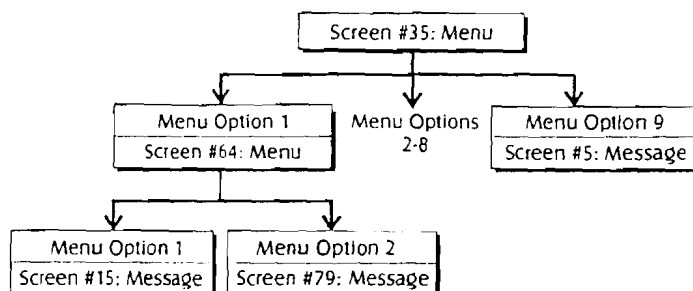 Screen #35: Menu
Menu Option 1
Screen #64: Menu
Menu Options
2-8
Menu Option 9
Screen #5: Message
Menu Option 1
Screen #15: Message
Menu Option 2
Screen #79: Message